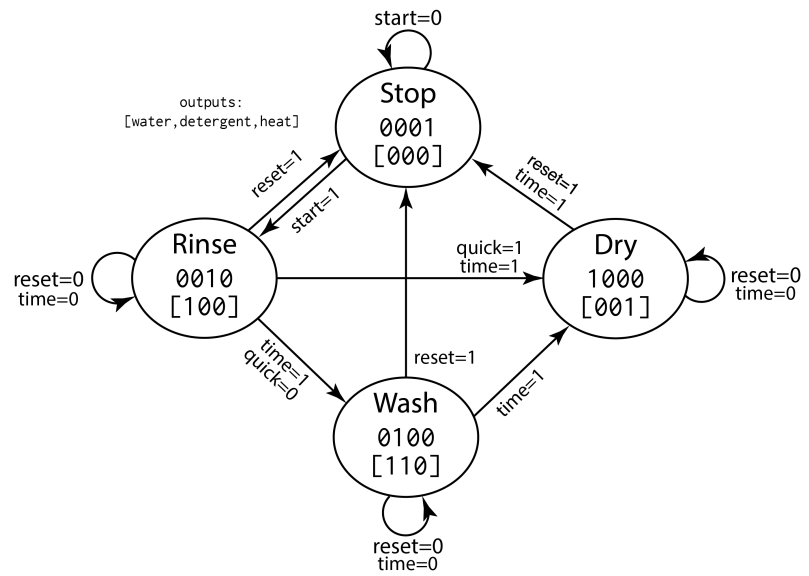 start=0
Stop
0001
[000]
outputs:
[water,detergent,heat]
reset=1
start=1
reset=1
time=1
Rinse
0010
[100]
reset=0
time=0
quick=1
time=1
Dry
1000
[001]
reset=0
time=0
time=1
quick=0
reset=1
time=1
Wash
0100
[110]
reset=0
time=0